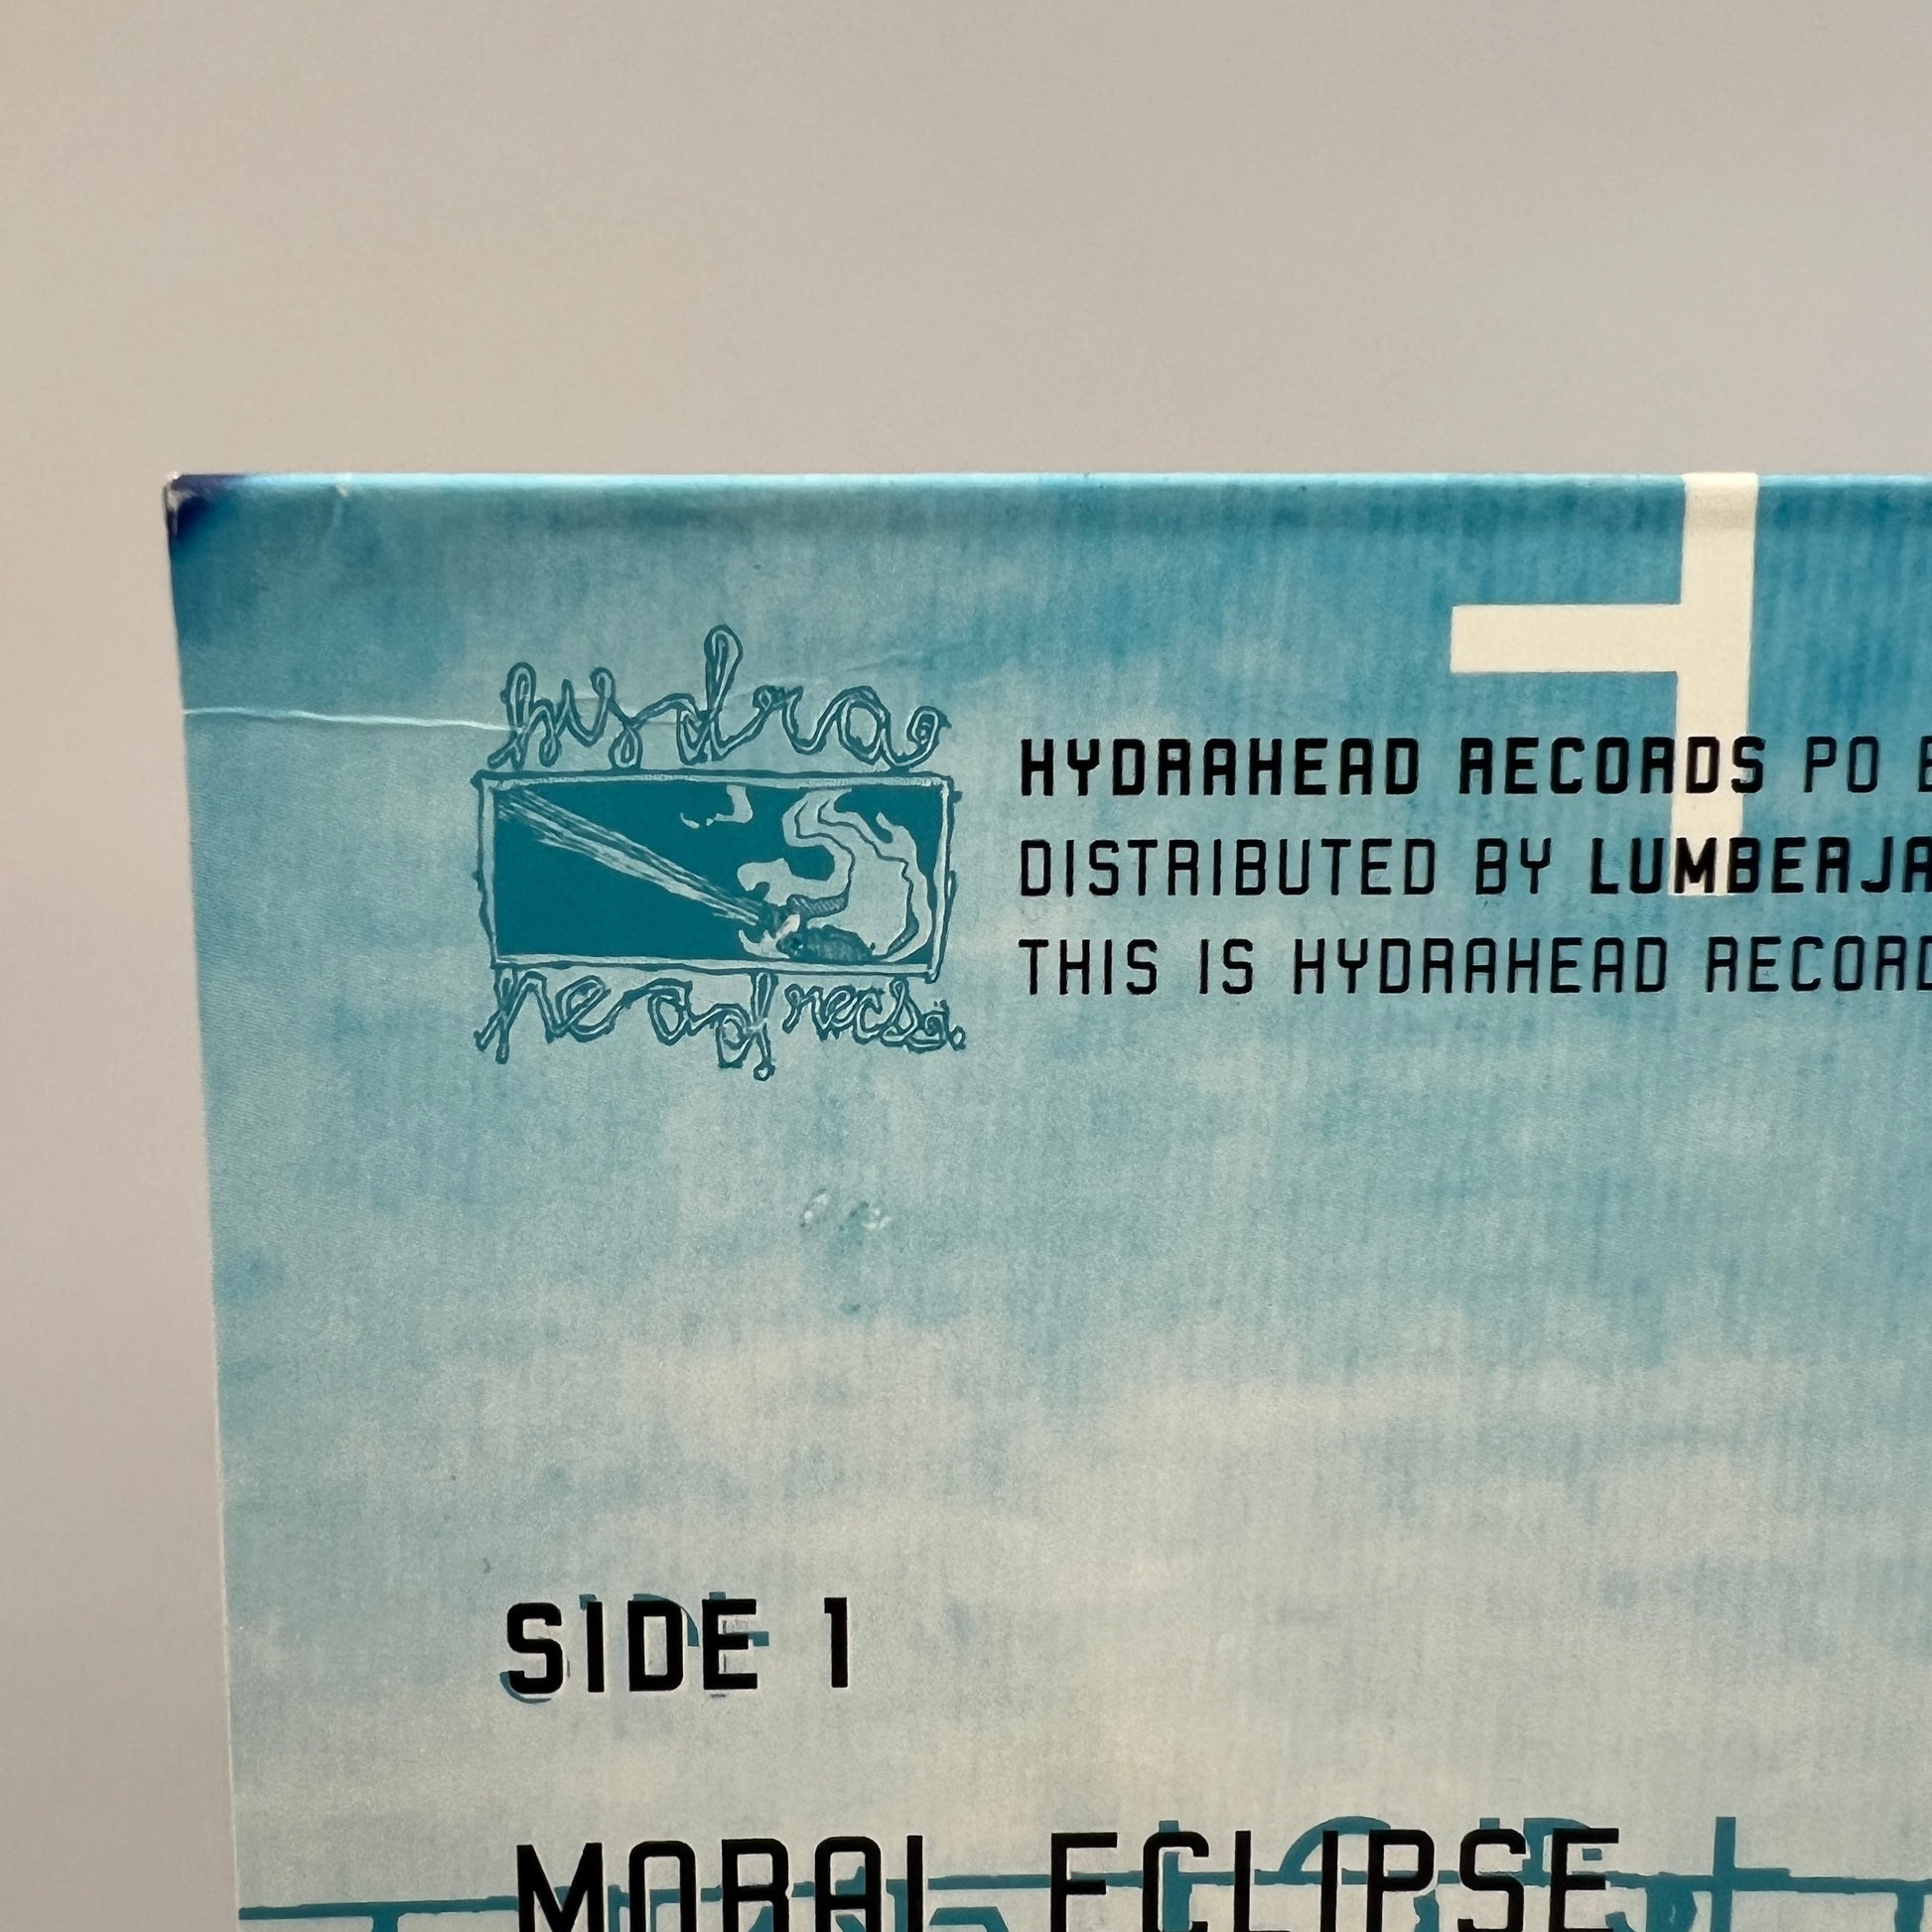 hydra
head recs.
HYDRAHEAD RECORDS PO
DISTRIBUTED BY LUMBERJA
THIS IS HYDRAHEAD RECORD
SIDE 1
MORAL ECLIPSE